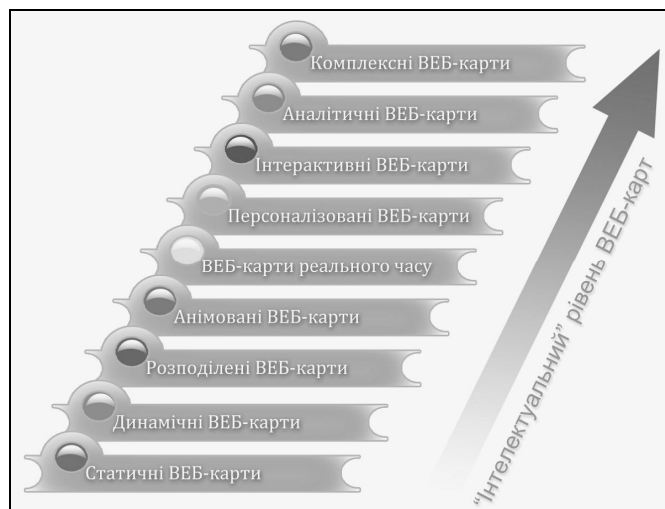 Комплексні ВЕБ-карти
Аналітичні ВЕБ-карти
Інтерактивні ВЕБ-карти
Персоналізовані ВЕБ-карти
ВЕБ-карти реального часу
Анімовані ВЕБ-карти
Розподілені ВЕБ-карти
Динамічні ВЕБ-карти
Статичні ВЕБ-карти
“Інтелектуальний” рівень ВЕБ-карт